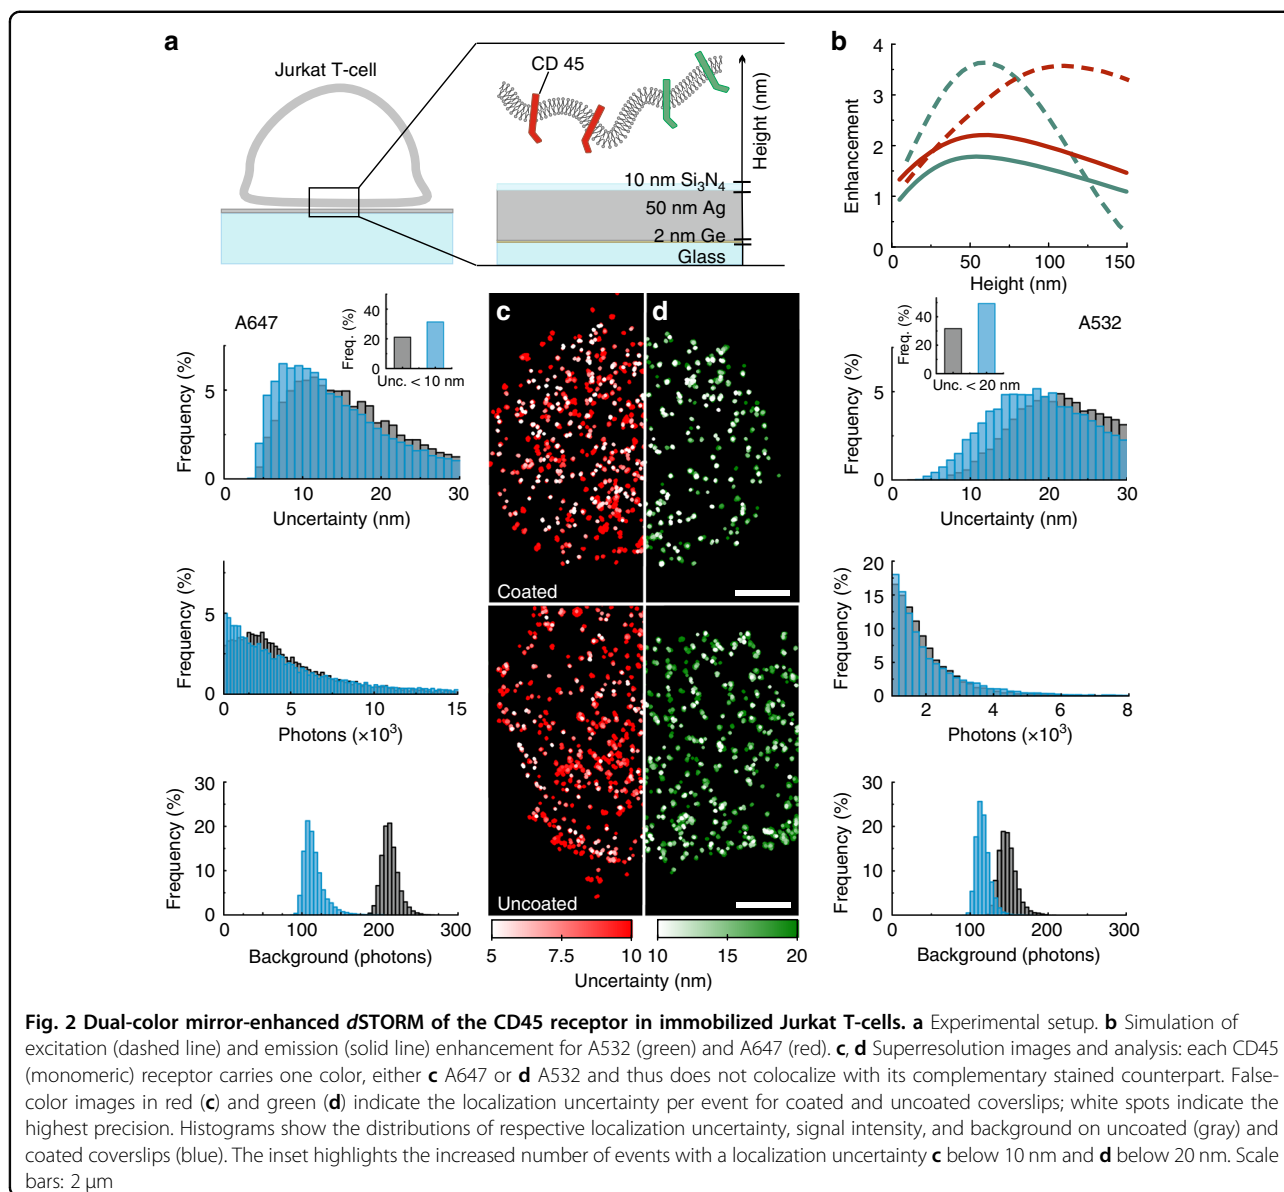 a
Jurkat T-cell
CD 45
Height (nm)
10 nm Si3N4
50 nm Ag
2 nm Ge
Glass
b
Enhancement
4
3
2
1
0
0
50
100
150
Height (nm)
A647
Freq. (%)
40
20
0
Unc. < 10 nm
Frequency (%)
5
0
0
10
20
30
Uncertainty (nm)
Frequency (%)
5
0
0
5
10
15
Photons (×10³)
Frequency (%)
30
20
10
0
0
100
200
300
Background (photons)
c
d
Coated
Uncoated
5
7.5
10
10
15
20
Uncertainty (nm)
A532
Freq. (%)
40
20
0
Unc. < 20 nm
Frequency (%)
5
0
0
10
20
30
Uncertainty (nm)
Frequency (%)
20
15
10
5
0
2
4
6
8
Photons (×10³)
Frequency (%)
30
20
10
0
0
100
200
300
Background (photons)
Fig. 2 Dual-color mirror-enhanced dSTORM of the CD45 receptor in immobilized Jurkat T-cells. a Experimental setup. b Simulation of
excitation (dashed line) and emission (solid line) enhancement for A532 (green) and A647 (red). c, d Superresolution images and analysis: each CD45
(monomeric) receptor carries one color, either c A647 or d A532 and thus does not colocalize with its complementary stained counterpart. False-
color images in red (c) and green (d) indicate the localization uncertainty per event for coated and uncoated coverslips; white spots indicate the
highest precision. Histograms show the distributions of respective localization uncertainty, signal intensity, and background on uncoated (gray) and
coated coverslips (blue). The inset highlights the increased number of events with a localization uncertainty c below 10 nm and d below 20 nm. Scale
bars: 2 μm